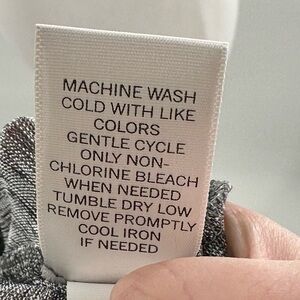 MACHINE WASH
COLD WITH LIKE
COLORS
GENTLE CYCLE
ONLY NON-
CHLORINE BLEACH
WHEN NEEDED
TUMBLE DRY LOW
REMOVE PROMPTLY
COOL IRON
IF NEEDED